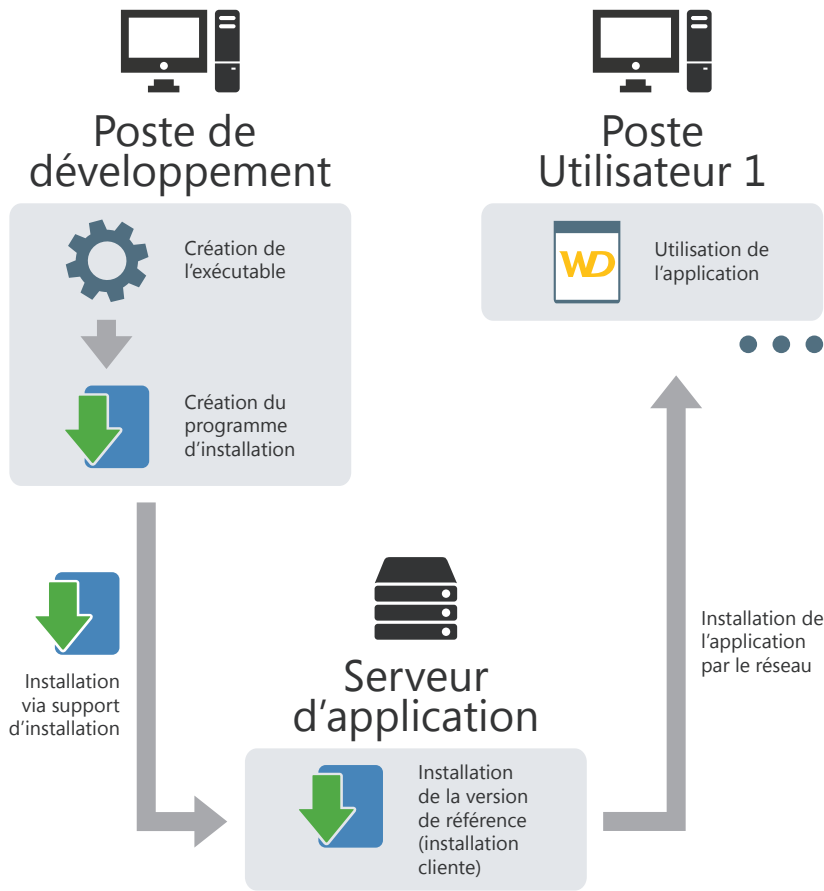 Poste de
développement
Création de
l'exécutable
Création du
programme
d'installation
Installation
via support
d'installation
Serveur
d'application
Installation
de la version
de référence
(installation
cliente)
Installation de
l'application
par le réseau
Poste
Utilisateur 1
WD
Utilisation de
l'application